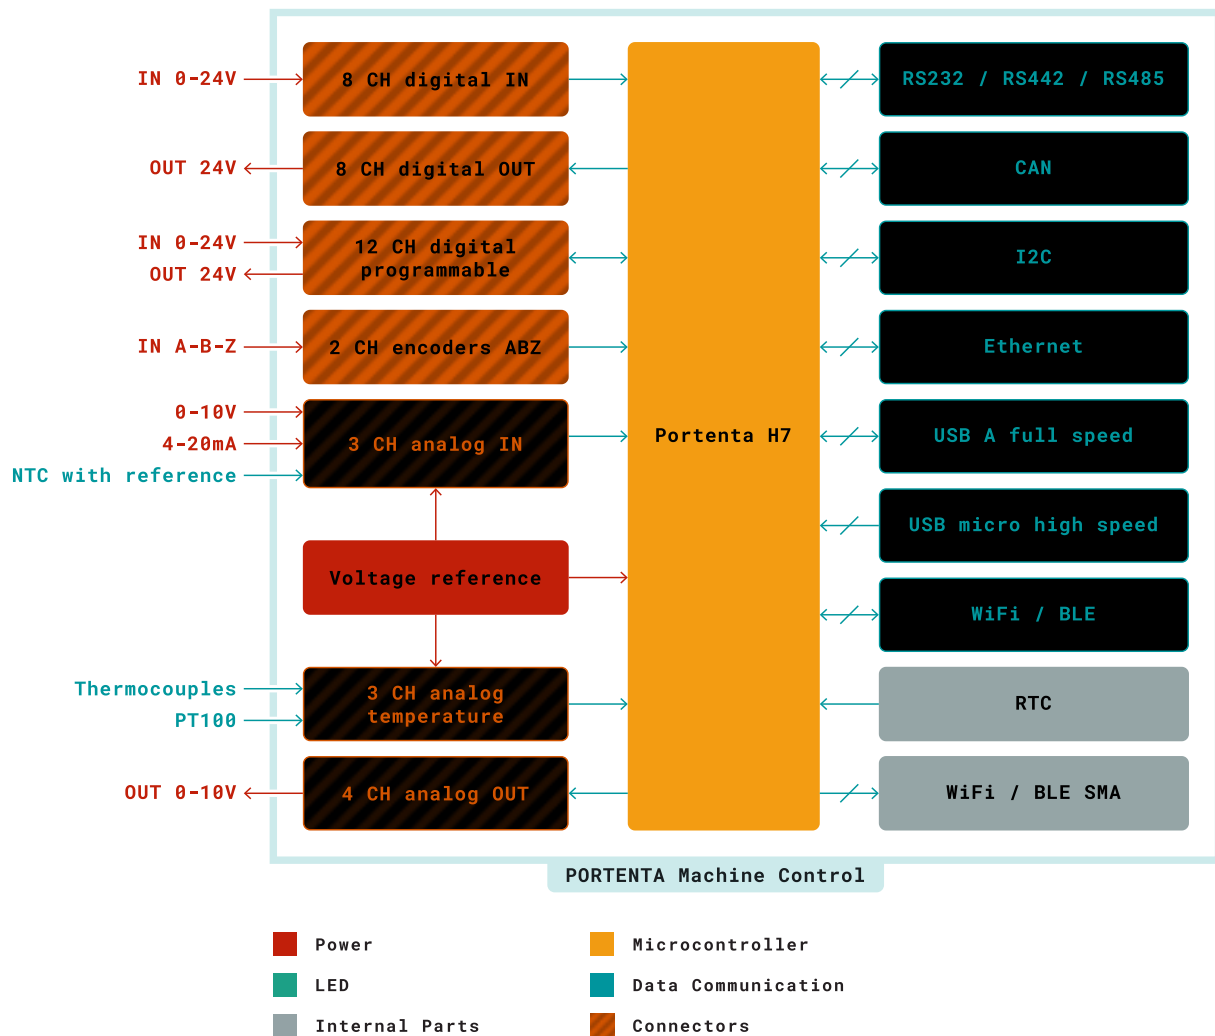 IN 0-24V
8 CH digital IN
RS232 / RS442 / RS485
OUT 24V
8 CH digital OUT
CAN
IN 0-24V
OUT 24V
12 CH digital
programmable
I2C
IN A-B-Z
2 CH encoders ABZ
Ethernet
0-10V
4-20mA
NTC with reference
3 CH analog IN
Portenta H7
USB A full speed
USB micro high speed
Voltage reference
WiFi / BLE
Thermocouples
PT100
3 CH analog
temperature
RTC
OUT 0-10V
4 CH analog OUT
WiFi / BLE SMA
PORTENTA Machine Control
Power
Microcontroller
LED
Data Communication
Internal Parts
Connectors